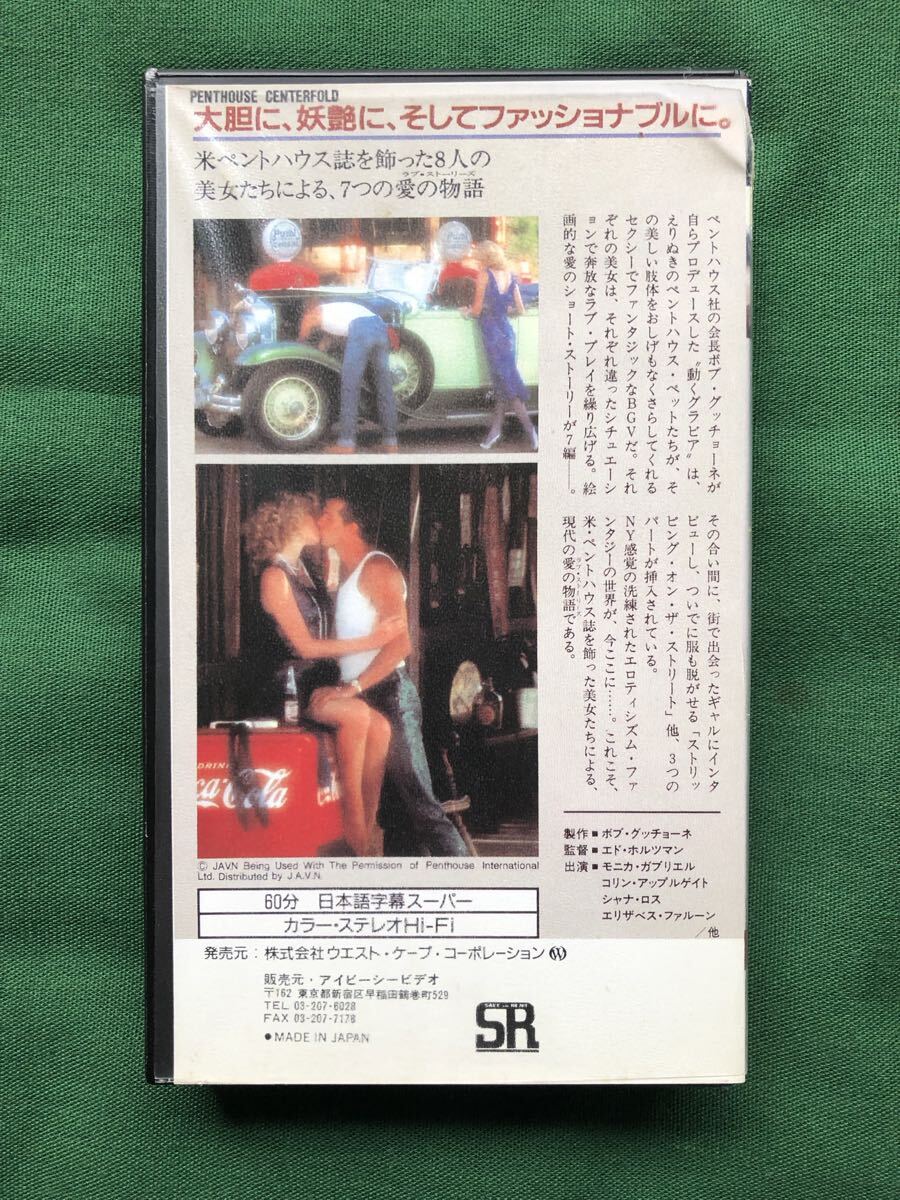 PENTHOUSE CENTERFOLD
大胆に、妖艶に、そしてファッショナブルに。
米ペントハウス誌を飾った8人の
ラブ・ストーリーズ
美女たちによる、7つの愛の物語
ペントハウス社の会長ボブ・グッチョーネが
自らプロデュースした〝動くグラビア〟は、
えりぬきのペントハウス・ペットたちが、そ
の美しい肢体をおしげもなくさらしてくれる
セクシーでファンタジックなBGVだ。それ
ぞれの美女は、それぞれ違ったシチュエーシ
ョンで奔放なラブ・プレイを繰り広げる。絵
画的な愛のショート・ストーリーが7編——。
その合い間に、街で出会ったギャルにインタ
ビューし、ついでに服も脱がせる「ストリッ
ピング・オン・ザ・ストリート」他、3つの
パートが挿入されている。
NY感覚の洗練されたエロティシズム・ファ
ンタジーの世界が、今ここに……。これこそ、
米・ペントハウス誌を飾った美女たちによる、
ラブ・ストーリーズ
現代の愛の物語である。
DRINK
Coca-Cola
製作■ボブ・グッチョーネ
監督■エド・ホルツマン
出演■モニカ・ガブリエル
コリン・アップルゲイト
シャナ・ロス
エリザベス・ファルーン
/他
© JAVN Being Used With The Permission of Penthouse International
Ltd. Distributed by J.A.V.N.
60分 日本語字幕スーパー
カラー・ステレオHi-Fi
発売元:株式会社ウエスト・ケープ・コーポレーション
販売元・アイビーシービデオ
〒162 東京都新宿区早稲田鶴巻町529
TEL 03-207-6028
FAX 03-207-7178
●MADE IN JAPAN
SALE and RENT
SR